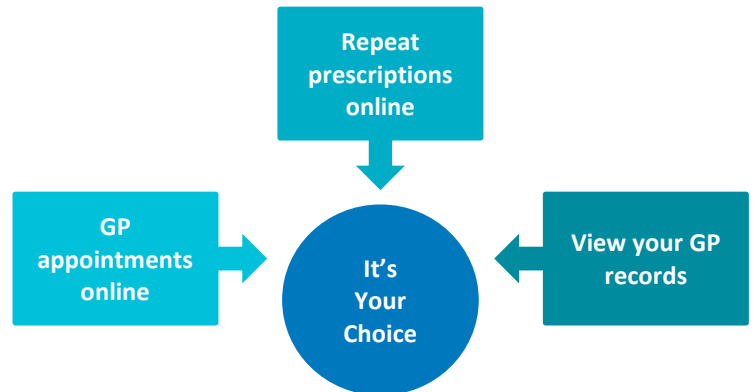 Repeat
prescriptions
online
GP
appointments
online
It’s
Your
Choice
View your GP
records